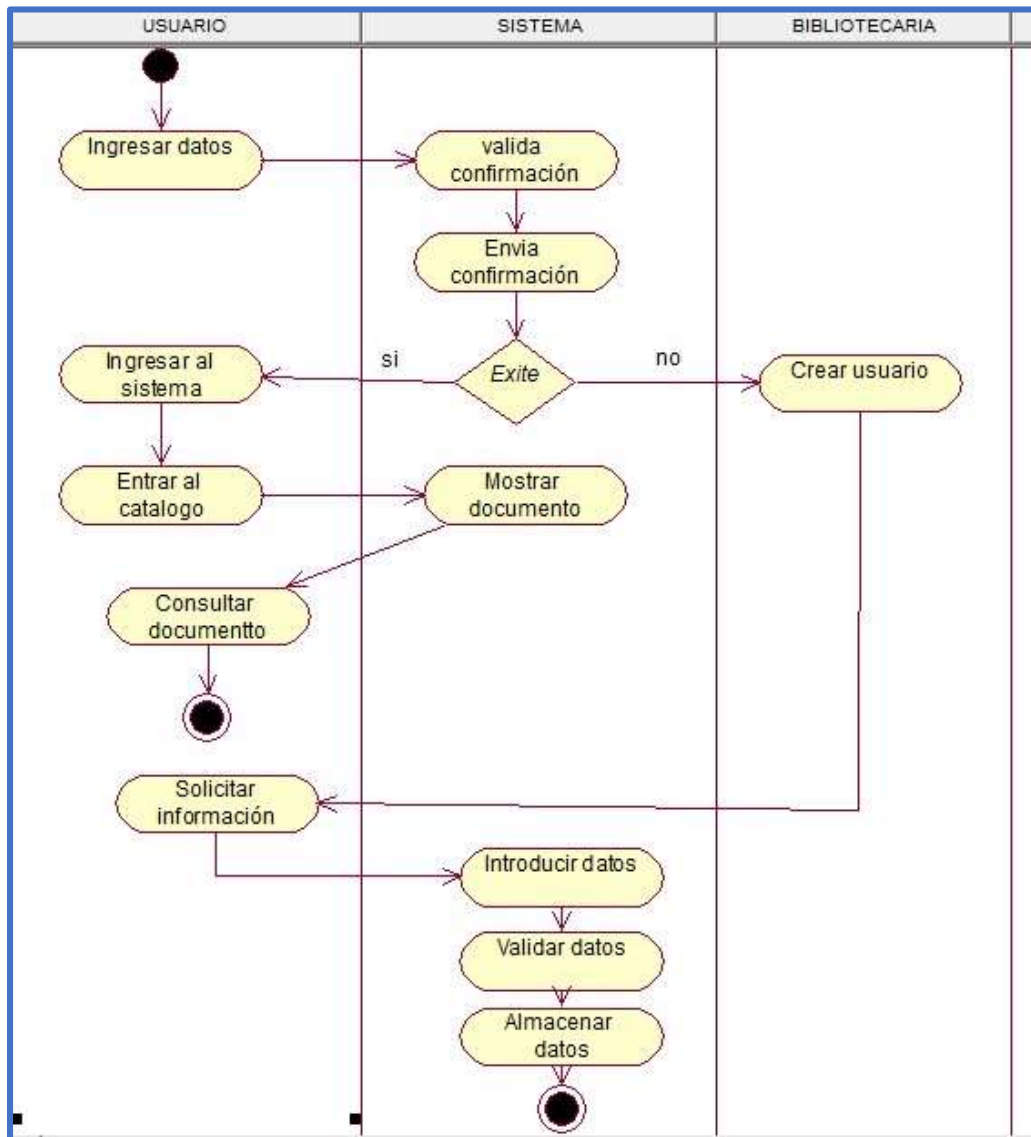 USUARIO
SISTEMA
BIBLIOTECARIA
Ingresar datos
valida
confirmación
Envia
confirmación
Ingresar al
sistema
si
Exite
no
Crear usuario
Entrar al
catalogo
Mostrar
documento
Consultar
documentto
Solicitar
información
Introducir datos
Validar datos
Almacenar
datos